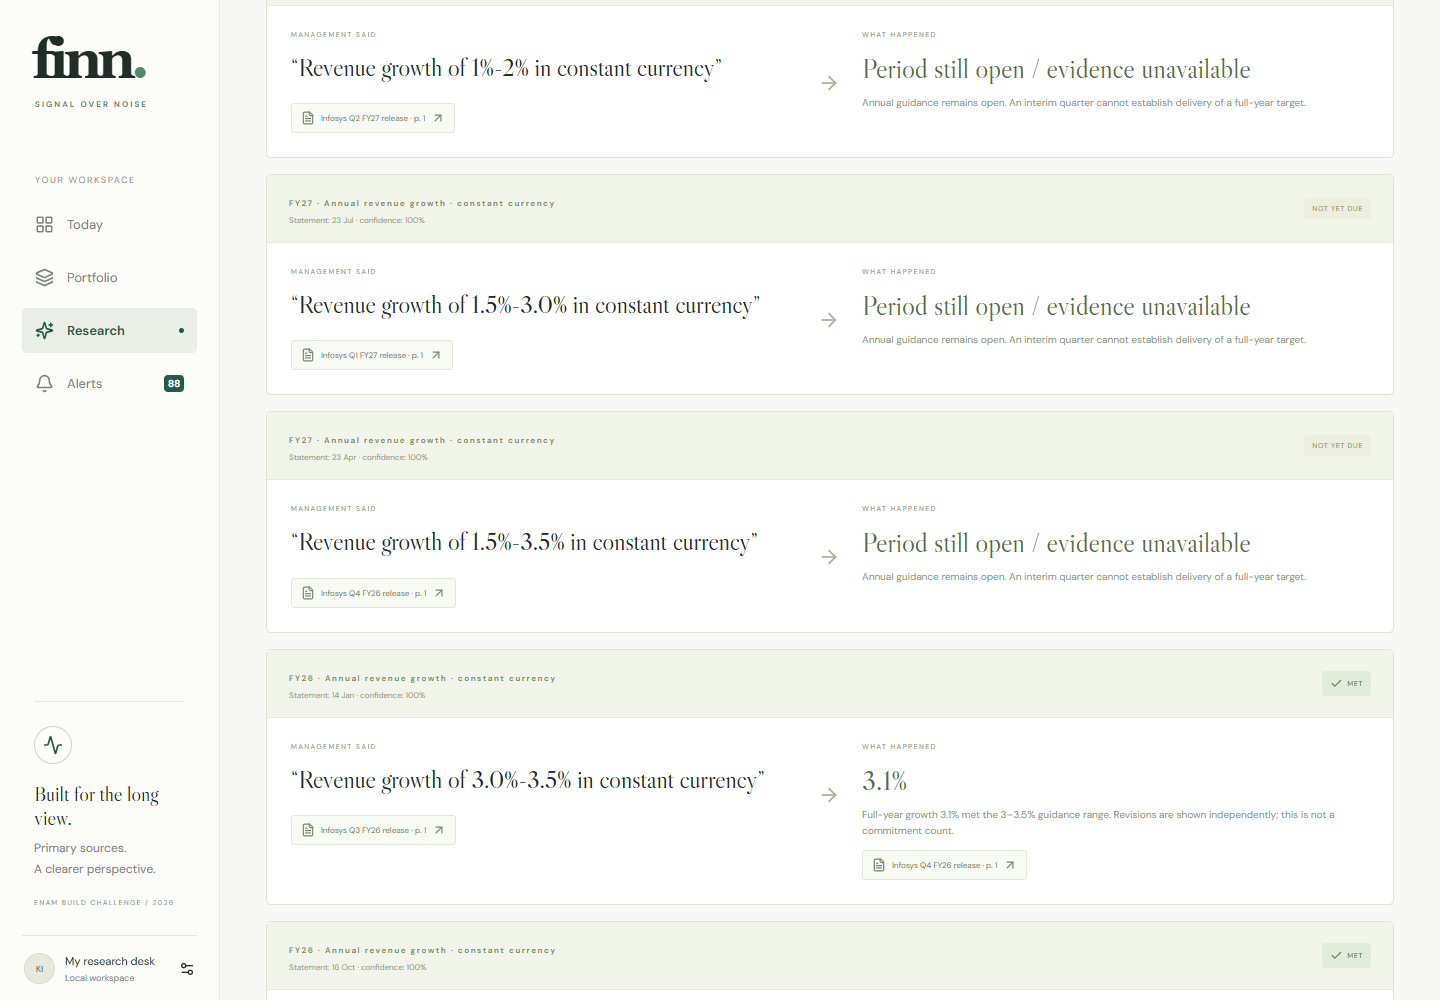 finn.
SIGNAL OVER NOISE
YOUR WORKSPACE
Today
Portfolio
Research
Alerts
88
Built for the long
view.
Primary sources.
A clearer perspective.
ENAM BUILD CHALLENGE / 2026
KI
My research desk
Local workspace
MANAGEMENT SAID
“Revenue growth of 1%-2% in constant currency”
Infosys Q2 FY27 release · p. 1
WHAT HAPPENED
Period still open / evidence unavailable
Annual guidance remains open. An interim quarter cannot establish delivery of a full-year target.
FY27 · Annual revenue growth · constant currency
Statement: 23 Jul · confidence: 100%
NOT YET DUE
MANAGEMENT SAID
“Revenue growth of 1.5%-3.0% in constant currency”
Infosys Q1 FY27 release · p. 1
WHAT HAPPENED
Period still open / evidence unavailable
Annual guidance remains open. An interim quarter cannot establish delivery of a full-year target.
FY27 · Annual revenue growth · constant currency
Statement: 23 Apr · confidence: 100%
NOT YET DUE
MANAGEMENT SAID
“Revenue growth of 1.5%-3.5% in constant currency”
Infosys Q4 FY26 release · p. 1
WHAT HAPPENED
Period still open / evidence unavailable
Annual guidance remains open. An interim quarter cannot establish delivery of a full-year target.
FY26 · Annual revenue growth · constant currency
Statement: 14 Jan · confidence: 100%
MET
MANAGEMENT SAID
“Revenue growth of 3.0%-3.5% in constant currency”
Infosys Q3 FY26 release · p. 1
WHAT HAPPENED
3.1%
Full-year growth 3.1% met the 3–3.5% guidance range. Revisions are shown independently; this is not a
commitment count.
Infosys Q4 FY26 release · p. 1
FY26 · Annual revenue growth · constant currency
Statement: 16 Oct · confidence: 100%
MET